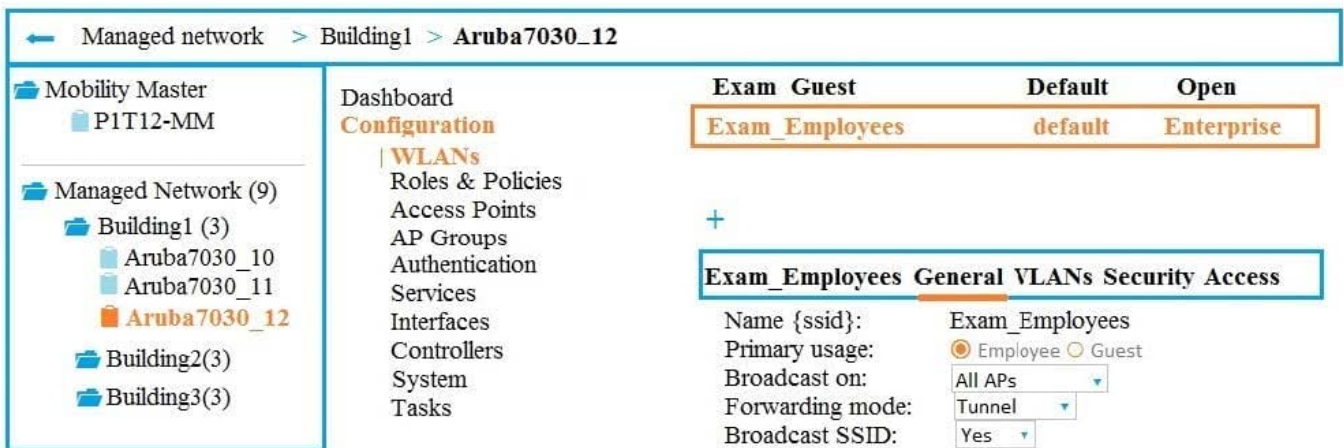 Managed network > Building1 > Aruba7030_12
Mobility Master
P1T12-MM
Managed Network (9)
Building1 (3)
Aruba7030_10
Aruba7030_11
Aruba7030_12
Building2(3)
Building3(3)
Dashboard
Configuration
WLANs
Roles & Policies
Access Points
AP Groups
Authentication
Services
Interfaces
Controllers
System
Tasks
Exam Guest Default Open
Exam_Employees default Enterprise
+
Exam_Employees General VLANs Security Access
Name {ssid}: Exam_Employees
Primary usage: Employee Guest
Broadcast on: All APs
Forwarding mode: Tunnel
Broadcast SSID: Yes